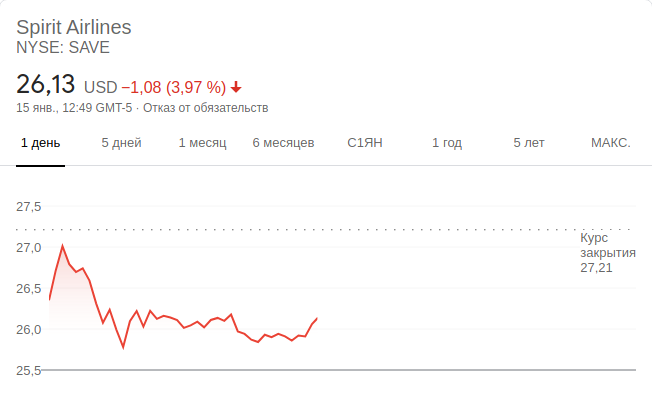 Spirit Airlines
NYSE: SAVE
26,13 USD −1,08 (3,97 %)
15 янв., 12:49 GMT-5 · Отказ от обязательств
1 день 5 дней 1 месяц 6 месяцев С1ЯН 1 год 5 лет МАКС.
27,5
Курс
закрытия
27,0
27,21
26,5
26,0
25,5